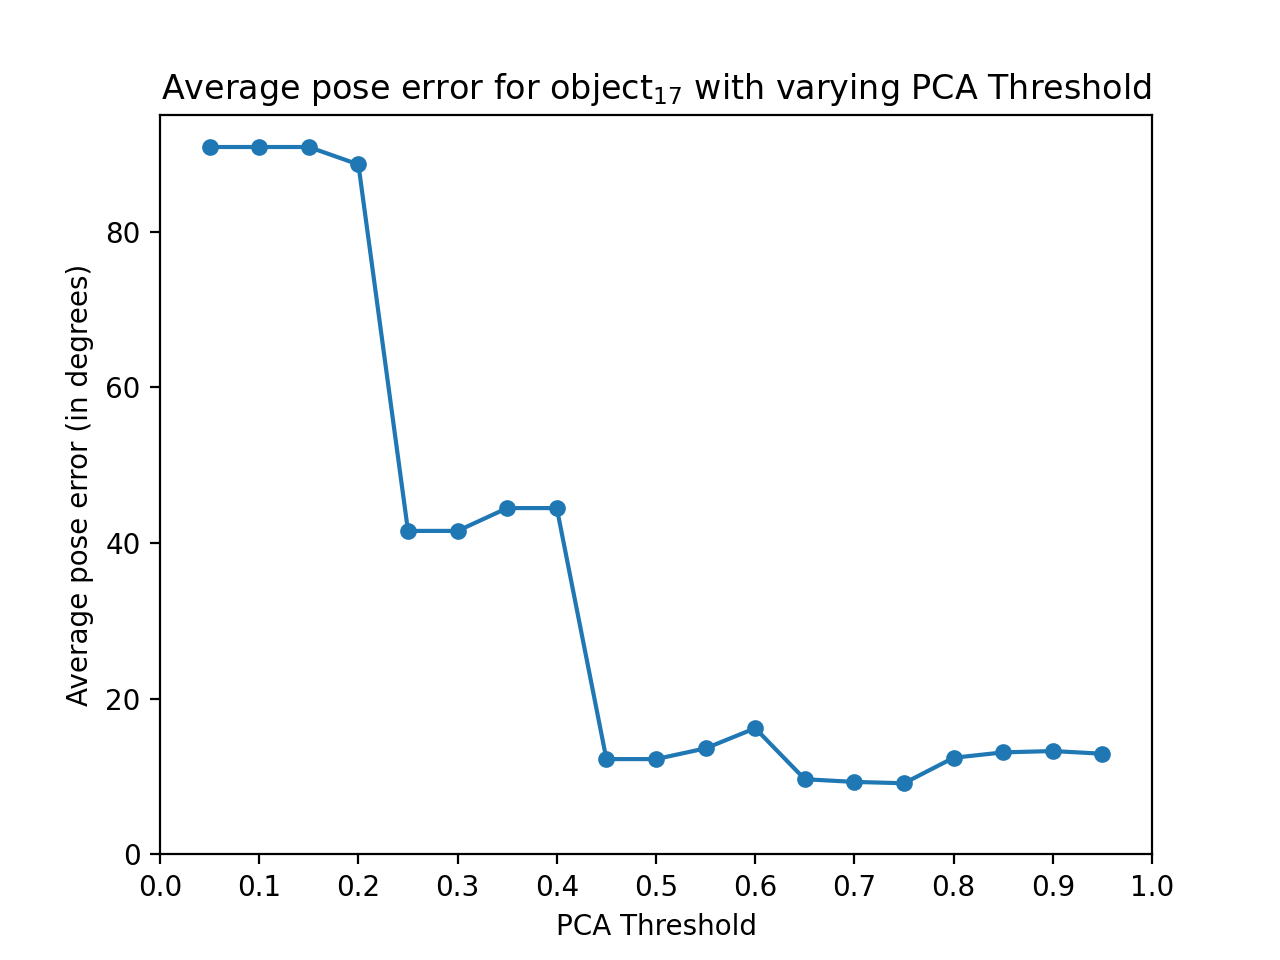 Average pose error for object₁₇ with varying PCA Threshold
Average pose error (in degrees)
80
60
40
20
0
0.0 0.1 0.2 0.3 0.4 0.5 0.6 0.7 0.8 0.9 1.0
PCA Threshold